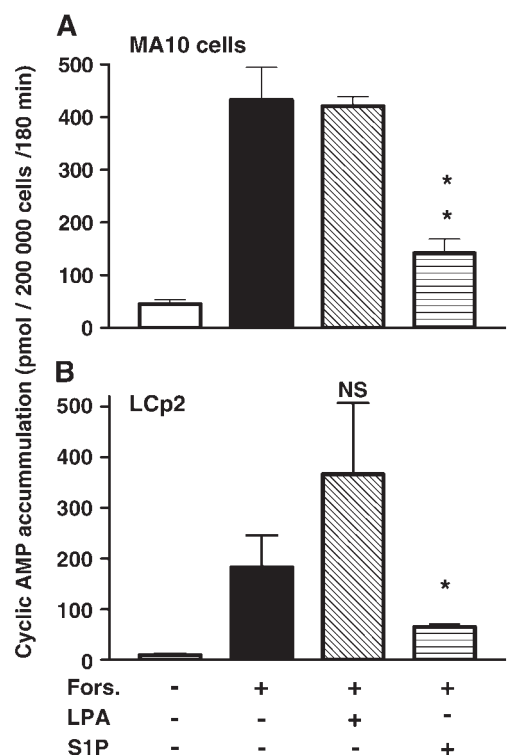 A
MA10 cells
Cyclic AMP accummulation (pmol / 200 000 cells /180 min)
500
400
300
200
100
0
*
*
B
LCp2
NS
500
400
300
200
100
0
*
Fors. - + + +
LPA - - + -
S1P - - - +